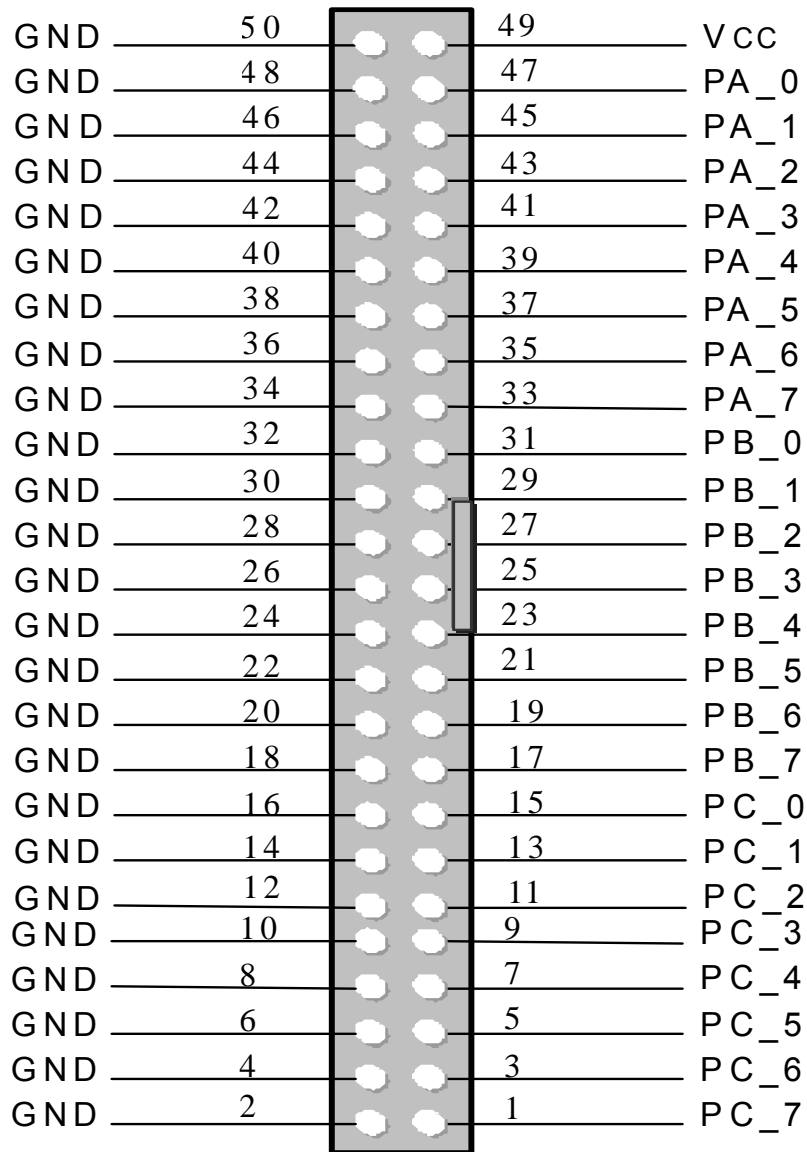 GND 50 49 VCC
GND 48 47 PA_0
GND 46 45 PA_1
GND 44 43 PA_2
GND 42 41 PA_3
GND 40 39 PA_4
GND 38 37 PA_5
GND 36 35 PA_6
GND 34 33 PA_7
GND 32 31 PB_0
GND 30 29 PB_1
GND 28 27 PB_2
GND 26 25 PB_3
GND 24 23 PB_4
GND 22 21 PB_5
GND 20 19 PB_6
GND 18 17 PB_7
GND 16 15 PC_0
GND 14 13 PC_1
GND 12 11 PC_2
GND 10 9 PC_3
GND 8 7 PC_4
GND 6 5 PC_5
GND 4 3 PC_6
GND 2 1 PC_7